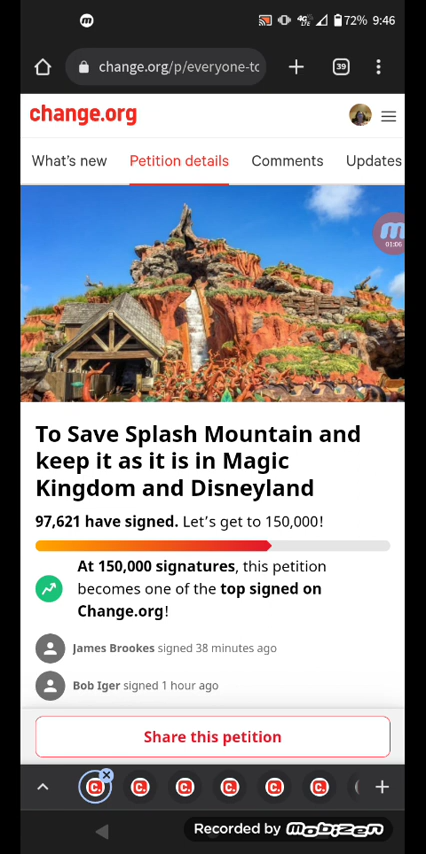 72% 9:46
change.org/p/everyone-to
39
change.org
What's new Petition details Comments Updates
01:06
To Save Splash Mountain and
keep it as it is in Magic
Kingdom and Disneyland
97,621 have signed. Let's get to 150,000!
At 150,000 signatures, this petition
becomes one of the top signed on
Change.org!
James Brookes signed 38 minutes ago
Bob Iger signed 1 hour ago
Share this petition
C. C. C. C. C. C.
Recorded by mobizen